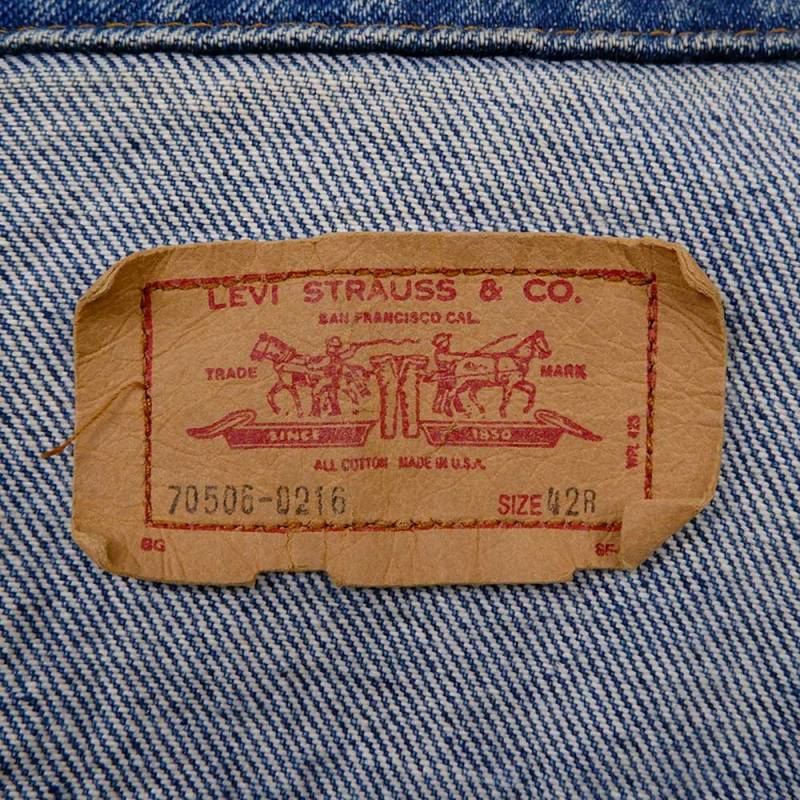 LEVI STRAUSS & CO.
SAN FRANCISCO CAL.
TRADE MARK
SINCE 1850
ALL COTTON MADE IN U.S.A.
WPL 423
70506-0216 SIZE 42R
BG SF